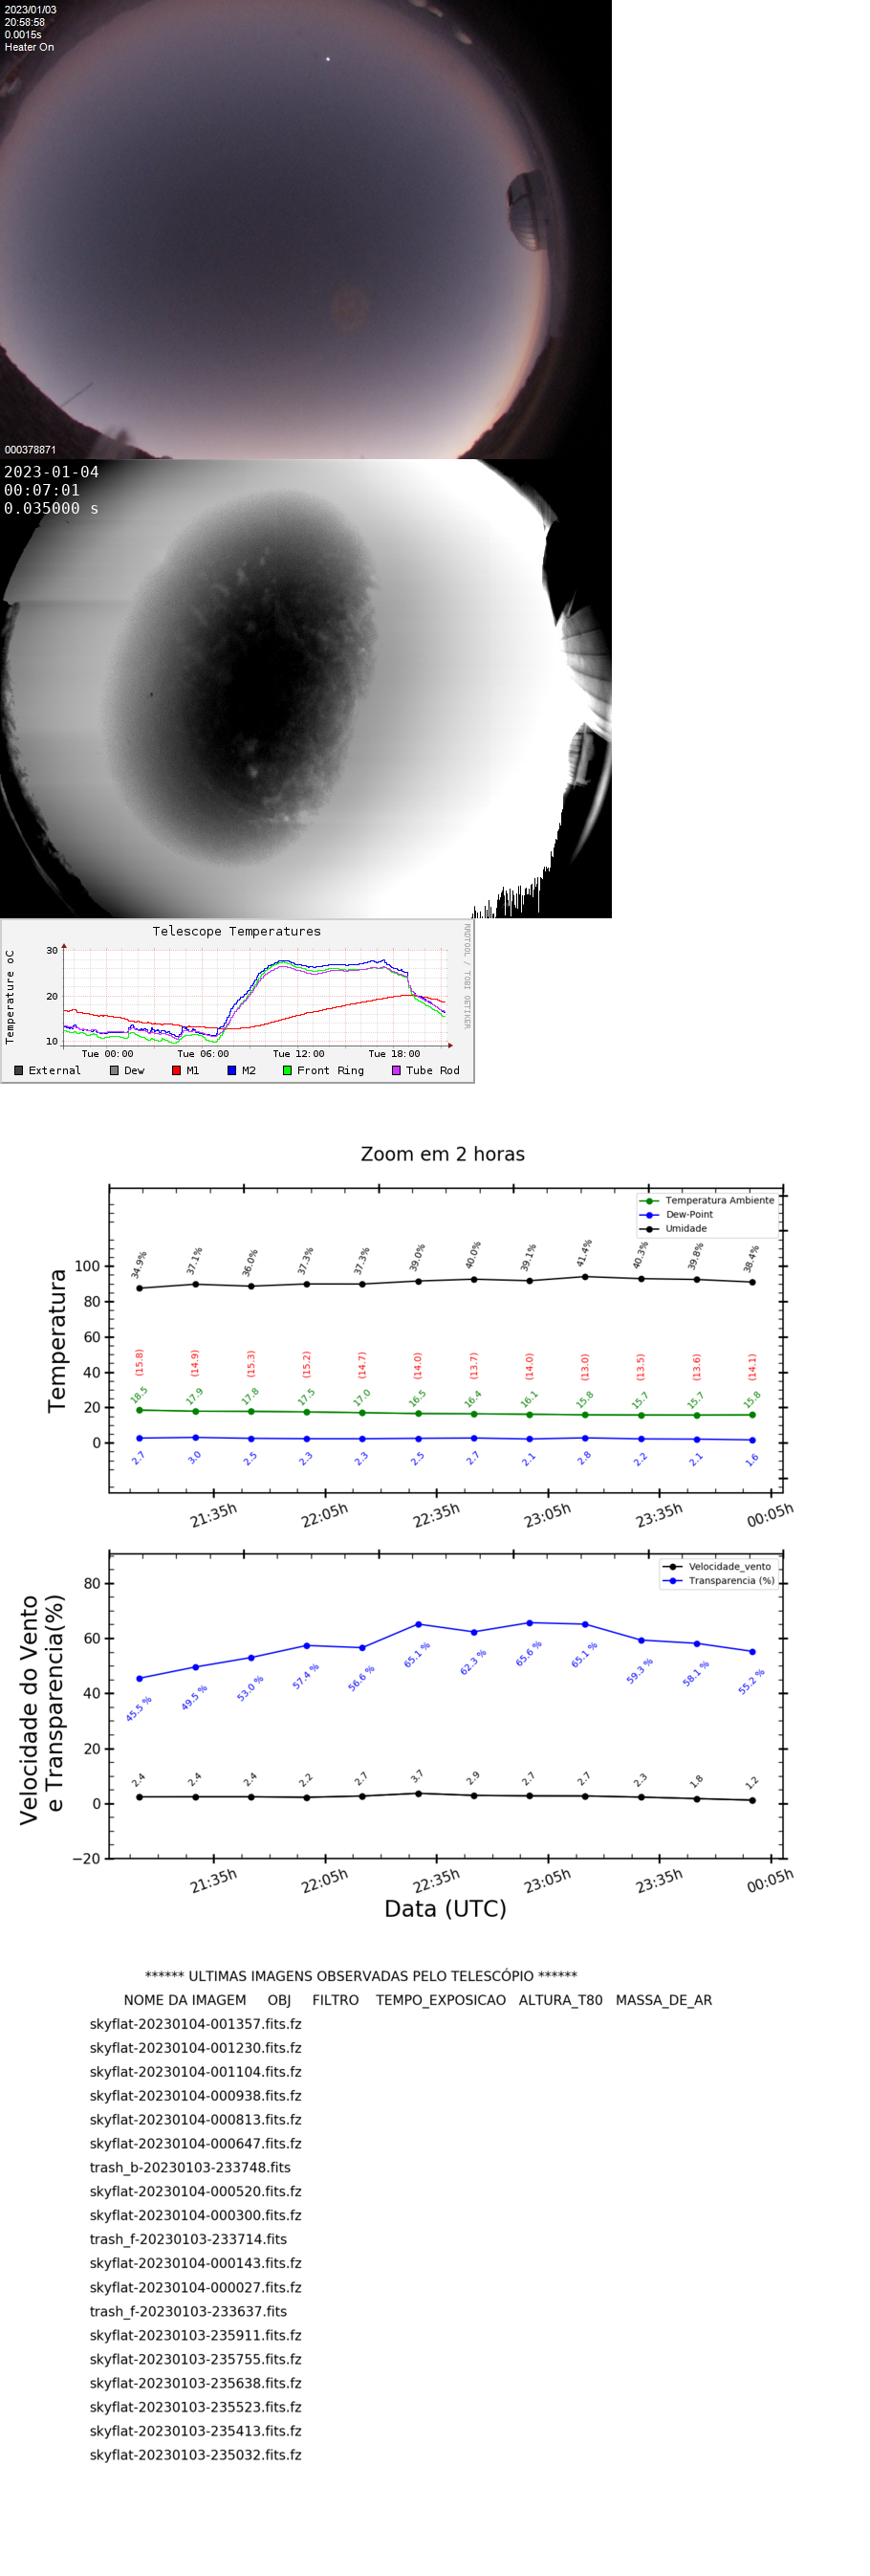 2023/01/03
20:58:58
0.0015s
Heater On
000378871
2023-01-04
00:07:01
0.035000 s
Telescope Temperatures
RRDTOOL / TOBI OETIKER
Temperature oC
30
20
10
Tue 00:00 Tue 06:00 Tue 12:00 Tue 18:00
External Dew M1 M2 Front Ring Tube Rod
Zoom em 2 horas
Temperatura
Temperatura Ambiente
Dew-Point
Umidade
34.9% 37.1% 36.0% 37.3% 37.3% 39.0% 40.0% 39.1% 41.4% 40.3% 39.8% 38.4%
100
80
60
40
20
0
(15.8) (14.9) (15.3) (15.2) (14.7) (14.0) (13.7) (14.0) (13.0) (13.5) (13.6) (14.1)
18.5 17.9 17.8 17.5 17.0 16.5 16.4 16.1 15.8 15.7 15.7 15.8
2.7 3.0 2.5 2.3 2.3 2.5 2.7 2.1 2.8 2.2 2.1 1.6
21:35h 22:05h 22:35h 23:05h 23:35h 00:05h
Velocidade do Vento
e Transparencia(%)
Velocidade_vento
Transparencia (%)
80
60
40
20
0
−20
45.5 % 49.5 % 53.0 % 57.4 % 56.6 % 65.1 % 62.3 % 65.6 % 65.1 % 59.3 % 58.1 % 55.2 %
2.4 2.4 2.4 2.2 2.7 3.7 2.9 2.7 2.7 2.3 1.8 1.2
21:35h 22:05h 22:35h 23:05h 23:35h 00:05h
Data (UTC)
****** ULTIMAS IMAGENS OBSERVADAS PELO TELESCÓPIO ******
NOME DA IMAGEM OBJ FILTRO TEMPO_EXPOSICAO ALTURA_T80 MASSA_DE_AR
skyflat-20230104-001357.fits.fz
skyflat-20230104-001230.fits.fz
skyflat-20230104-001104.fits.fz
skyflat-20230104-000938.fits.fz
skyflat-20230104-000813.fits.fz
skyflat-20230104-000647.fits.fz
trash_b-20230103-233748.fits
skyflat-20230104-000520.fits.fz
skyflat-20230104-000300.fits.fz
trash_f-20230103-233714.fits
skyflat-20230104-000143.fits.fz
skyflat-20230104-000027.fits.fz
trash_f-20230103-233637.fits
skyflat-20230103-235911.fits.fz
skyflat-20230103-235755.fits.fz
skyflat-20230103-235638.fits.fz
skyflat-20230103-235523.fits.fz
skyflat-20230103-235413.fits.fz
skyflat-20230103-235032.fits.fz